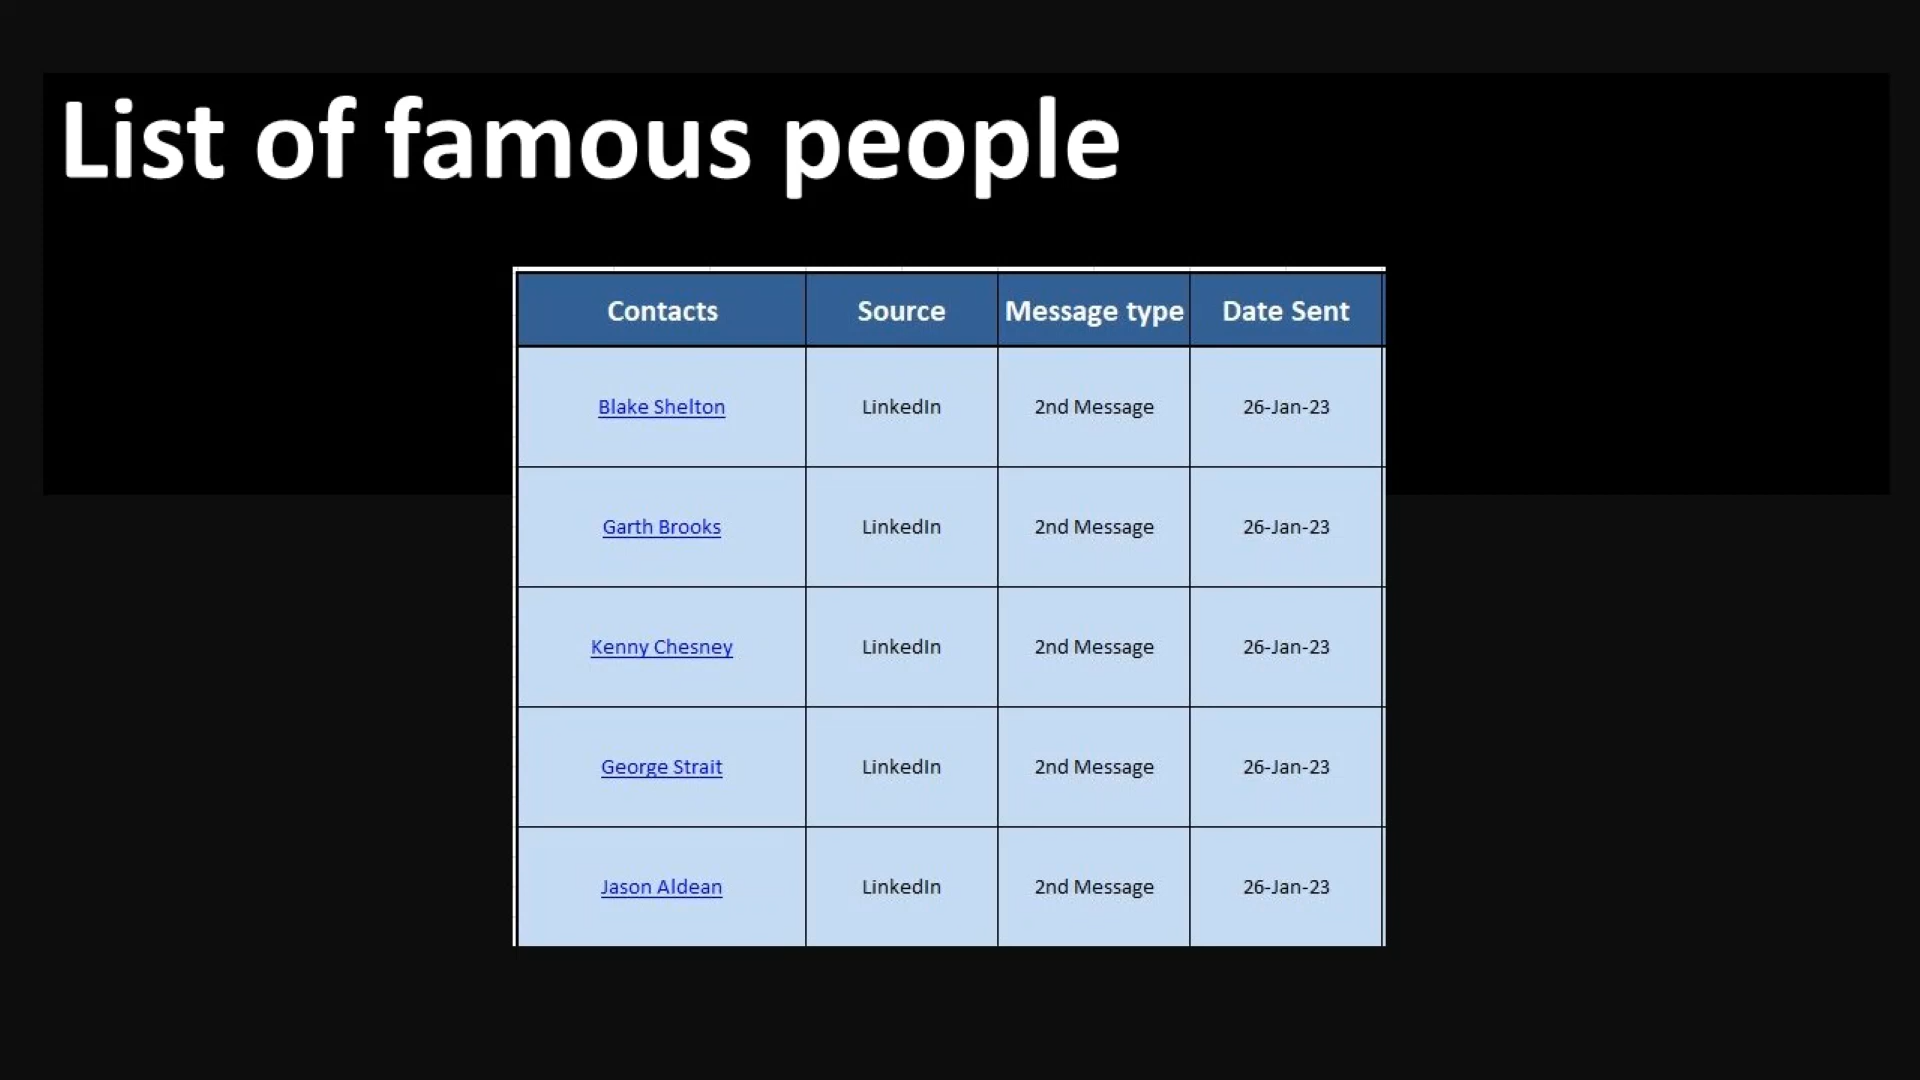 List of famous people
Contacts Source Message type Date Sent
Blake Shelton LinkedIn 2nd Message 26-Jan-23
Garth Brooks LinkedIn 2nd Message 26-Jan-23
Kenny Chesney LinkedIn 2nd Message 26-Jan-23
George Strait LinkedIn 2nd Message 26-Jan-23
Jason Aldean LinkedIn 2nd Message 26-Jan-23